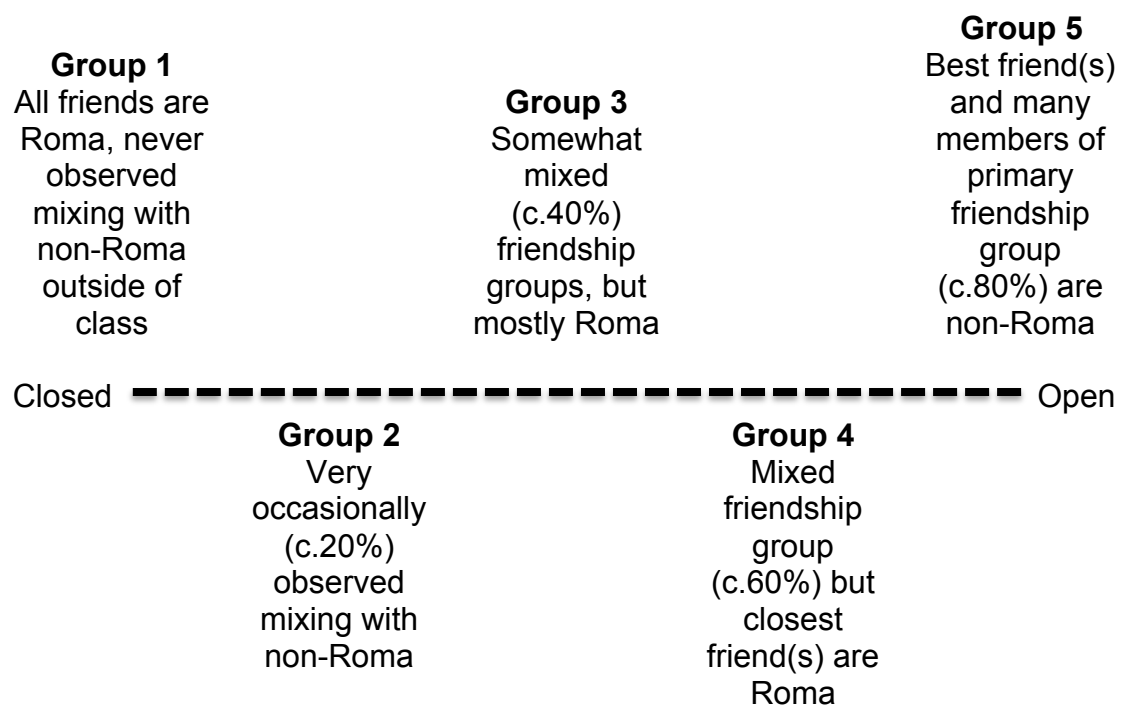 Group 1
All friends are
Roma, never
observed
mixing with
non-Roma
outside of
class
Group 3
Somewhat
mixed
(c.40%)
friendship
groups, but
mostly Roma
Group 5
Best friend(s)
and many
members of
primary
friendship
group
(c.80%) are
non-Roma
Closed
Open
Group 2
Very
occasionally
(c.20%)
observed
mixing with
non-Roma
Group 4
Mixed
friendship
group
(c.60%) but
closest
friend(s) are
Roma